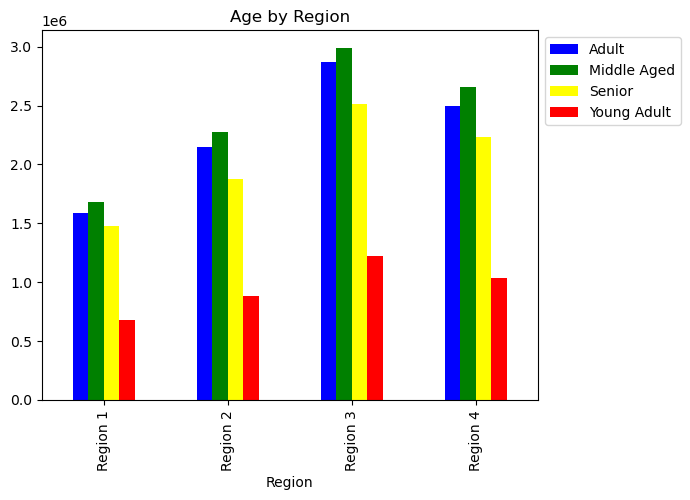 Age by Region
1e6
3.0
2.5
2.0
1.5
1.0
0.5
0.0
Region 1
Region 2
Region 3
Region 4
Region
Adult
Middle Aged
Senior
Young Adult